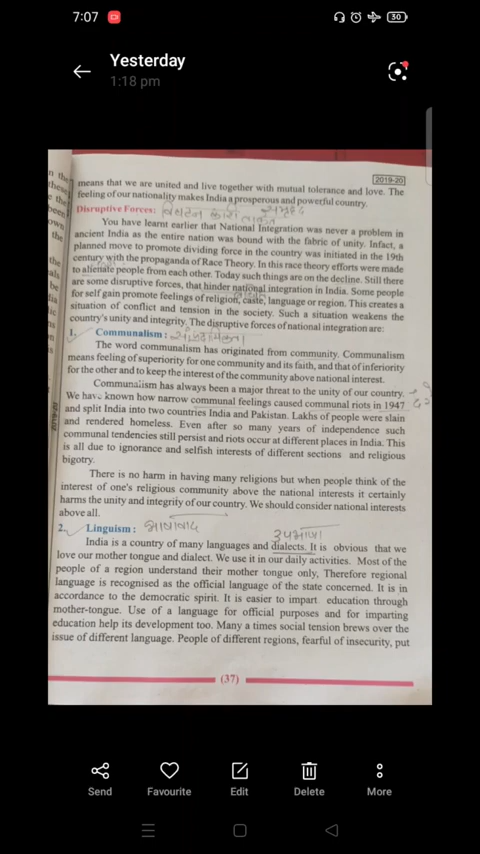 7:07
30
Yesterday
1:18 pm
2019-20
n the
these
e the
been
own
the
means that we are united and live together with mutual tolerance and love. The
feeling of our nationality makes India a prosperous and powerful country.
Disruptive Forces: विघटन कारी ताकत समृद्ध
You have learnt earlier that National Integration was never a problem in
ancient India as the entire nation was bound with the fabric of unity. Infact, a
planned move to promote dividing force in the country was initiated in the 19th
century with the propaganda of Race Theory. In this race theory efforts were made
to alienate people from each other. Today such things are on the decline. Still there
are some disruptive forces, that hinder national integration in India. Some people
for self gain promote feelings of religion, caste, language or region. This creates a
situation of conflict and tension in the society. Such a situation weakens the
country's unity and integrity. The disruptive forces of national integration are:
1. Communalism :
The word communalism has originated from community. Communalism
means feeling of superiority for one community and its faith, and that of inferiority
for the other and to keep the interest of the community above national interest.
Communalism has always been a major threat to the unity of our country.
We have known how narrow communal feelings caused communal riots in 1947
and split India into two countries India and Pakistan. Lakhs of people were slain
and rendered homeless. Even after so many years of independence such
communal tendencies still persist and riots occur at different places in India. This
is all due to ignorance and selfish interests of different sections and religious
bigotry.
There is no harm in having many religions but when people think of the
interest of one's religious community above the national interests it certainly
harms the unity and integrity of our country. We should consider national interests
above all.
2. Linguism : भाषावाद
उपभाषा
India is a country of many languages and dialects. It is obvious that we
love our mother tongue and dialect. We use it in our daily activities. Most of the
people of a region understand their mother tongue only, Therefore regional
language is recognised as the official language of the state concerned. It is in
accordance to the democratic spirit. It is easier to impart education through
mother-tongue. Use of a language for official purposes and for imparting
education help its development too. Many a times social tension brews over the
issue of different language. People of different regions, fearful of insecurity, put
(37)
Send
Favourite
Edit
Delete
More